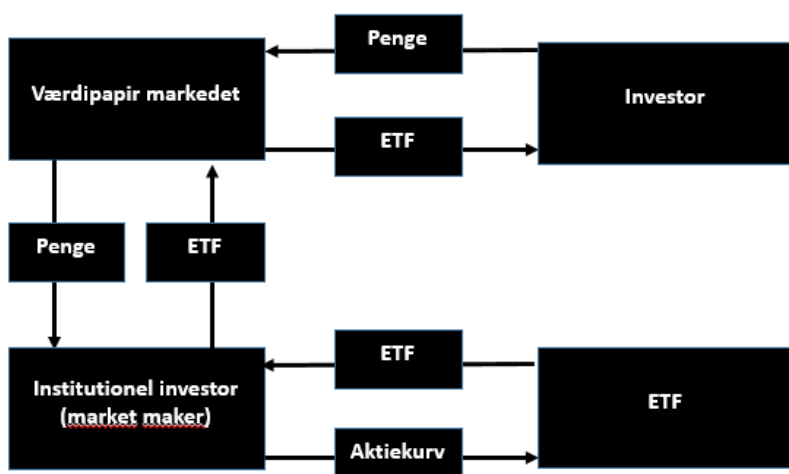 Penge
Værdipapir markedet
Investor
ETF
Penge
ETF
ETF
Institutionel investor
(market maker)
ETF
Aktiekurv